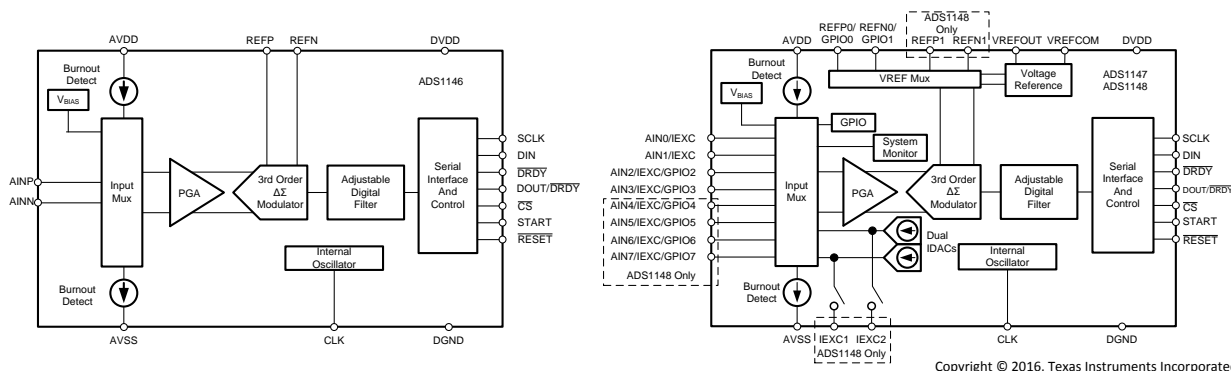 AVDD
REFP REFN
DVDD
Burnout
Detect
ADS1146
VBIAS
Input
Mux
PGA
3rd Order
ΔΣ
Modulator
Adjustable
Digital
Filter
Serial
Interface
And
Control
SCLK
DIN
DRDY
DOUT/DRDY
CS
START
RESET
AINP
AINN
Internal
Oscillator
Burnout
Detect
AVSS
CLK
DGND
ADS1148
Only
REFP0/ REFN0/
AVDD GPIO0 GPIO1 REFP1 REFN1 VREFOUT VREFCOM DVDD
Burnout
Detect
VREF Mux
Voltage
Reference
ADS1147
ADS1148
VBIAS
GPIO
System
Monitor
AIN0/IEXC
AIN1/IEXC
AIN2/IEXC/GPIO2
AIN3/IEXC/GPIO3
AIN4/IEXC/GPIO4
AIN5/IEXC/GPIO5
AIN6/IEXC/GPIO6
AIN7/IEXC/GPIO7
ADS1148 Only
Input
Mux
PGA
3rd Order
ΔΣ
Modulator
Adjustable
Digital
Filter
Serial
Interface
And
Control
SCLK
DIN
DRDY
DOUT/DRDY
CS
START
RESET
Dual
IDACs
Internal
Oscillator
Burnout
Detect
AVSS IEXC1 IEXC2
ADS1148 Only
CLK
DGND
Copyright © 2016, Texas Instruments Incorporate